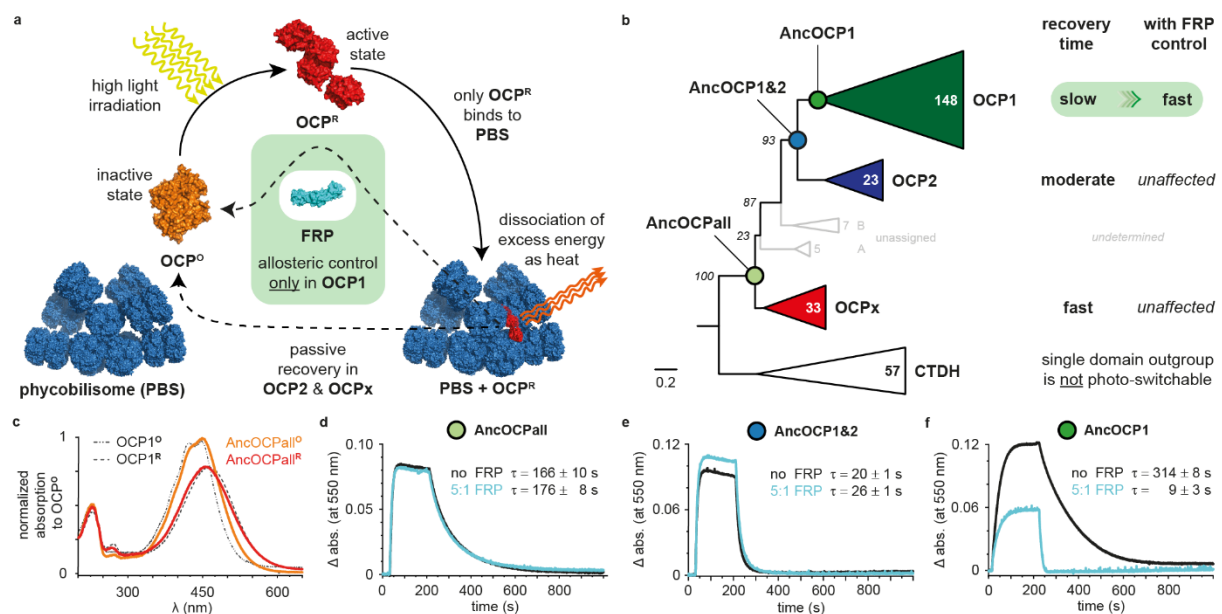 a
high light
irradiation
active
state
OCPᴿ
only OCPᴿ
binds to
PBS
inactive
state
OCPᴼ
FRP
allosteric control
only in OCP1
dissociation of
excess energy
as heat
phycobilisome (PBS)
passive
recovery in
OCP2 & OCPx
PBS + OCPᴿ
b
recovery
time
with FRP
control
AncOCP1
AncOCP1&2
148
OCP1
slow
fast
93
23
OCP2
moderate
unaffected
87
7 B
unassigned
5 A
undetermined
23
AncOCPall
100
33
OCPx
fast
unaffected
0.2
57
CTDH
single domain outgroup
is not photo-switchable
c
normalized
absorption
to OCPᴼ
1
0
OCP1ᴼ
OCP1ᴿ
AncOCPallᴼ
AncOCPallᴿ
300
450
600
λ (nm)
d
AncOCPall
Δ abs. (at 550 nm)
0.10
0
no FRP τ = 166 ± 10 s
5:1 FRP τ = 176 ± 8 s
0 200 400 600 800
time (s)
e
AncOCP1&2
Δ abs. (at 550 nm)
0.12
0
no FRP τ = 20 ± 1 s
5:1 FRP τ = 26 ± 1 s
0 200 400 600 800
time (s)
f
AncOCP1
Δ abs. (at 550 nm)
0.12
0
no FRP τ = 314 ± 8 s
5:1 FRP τ = 9 ± 3 s
0 200 400 600 800
time (s)